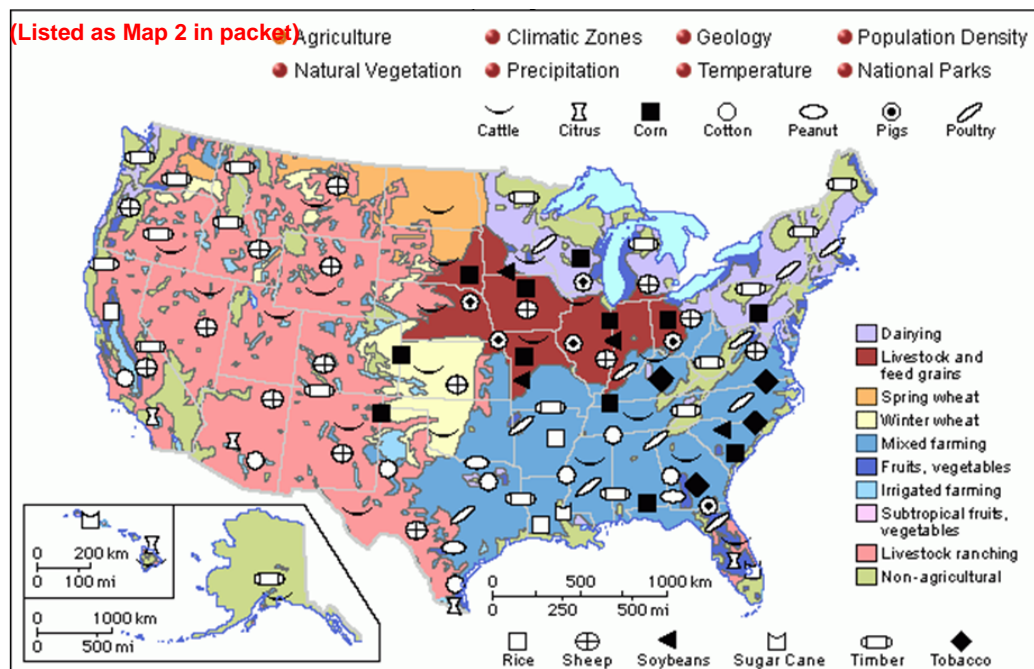 (Listed as Map 2 in packet)
Agriculture Climatic Zones Geology Population Density
Natural Vegetation Precipitation Temperature National Parks
Cattle Citrus Corn Cotton Peanut Pigs Poultry
Dairying
Livestock and
feed grains
Spring wheat
Winter wheat
Mixed farming
Fruits, vegetables
Irrigated farming
Subtropical fruits,
vegetables
Livestock ranching
Non-agricultural
0 200 km
0 100 mi
0 1000 km
0 500 mi
0 500 1000 km
0 250 500 mi
Rice Sheep Soybeans Sugar Cane Timber Tobacco